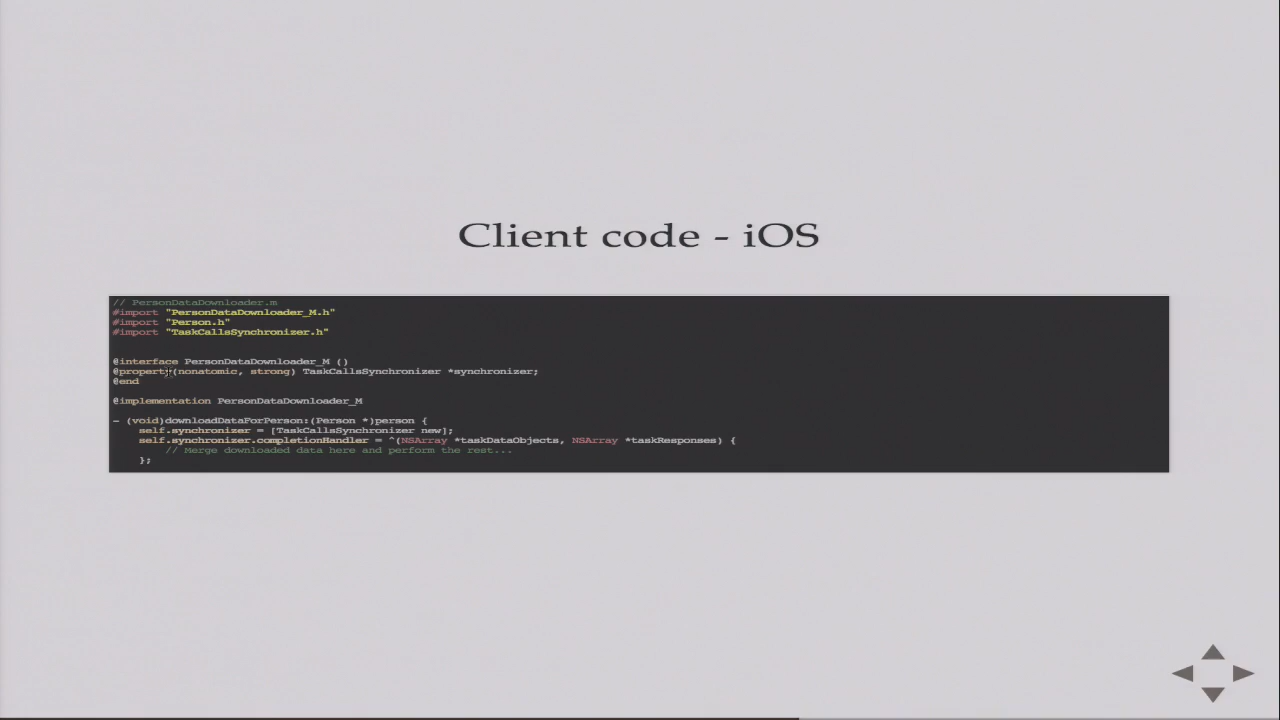 Client code - iOS
// PersonDataDownloader.m
#import "PersonDataDownloader_M.h"
#import "Person.h"
#import "TaskCallsSynchronizer.h"
@interface PersonDataDownloader_M ()
@property(nonatomic, strong) TaskCallsSynchronizer *synchronizer;
@end
@implementation PersonDataDownloader_M
- (void)downloadDataForPerson:(Person *)person {
self.synchronizer = [TaskCallsSynchronizer new];
self.synchronizer.completionHandler = ^(NSArray *taskDataObjects, NSArray *taskResponses) {
// Merge downloaded data here and perform the rest...
};